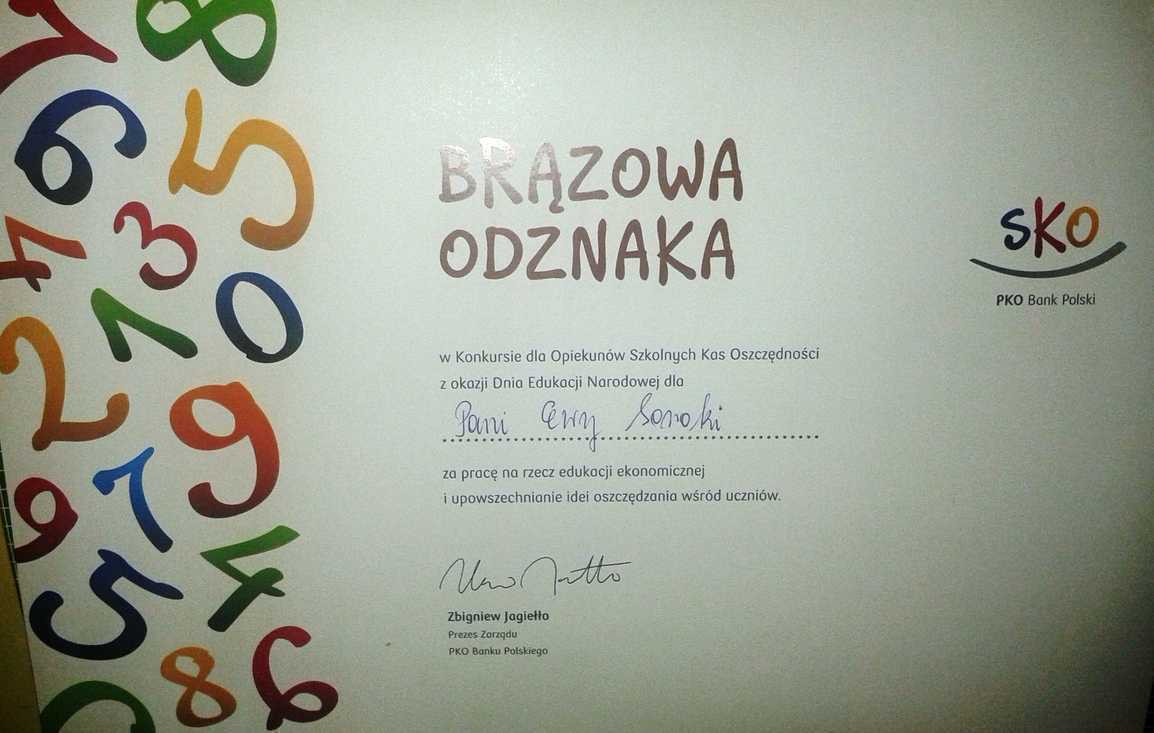 BRĄZOWA
ODZNAKA
SKO
PKO Bank Polski
w Konkursie dla Opiekunów Szkolnych Kas Oszczędności
z okazji Dnia Edukacji Narodowej dla
Pani Ewy Sonoki
za pracę na rzecz edukacji ekonomicznej
i upowszechnianie idei oszczędzania wśród uczniów.
Zbigniew Jagiełło
Prezes Zarządu
PKO Banku Polskiego